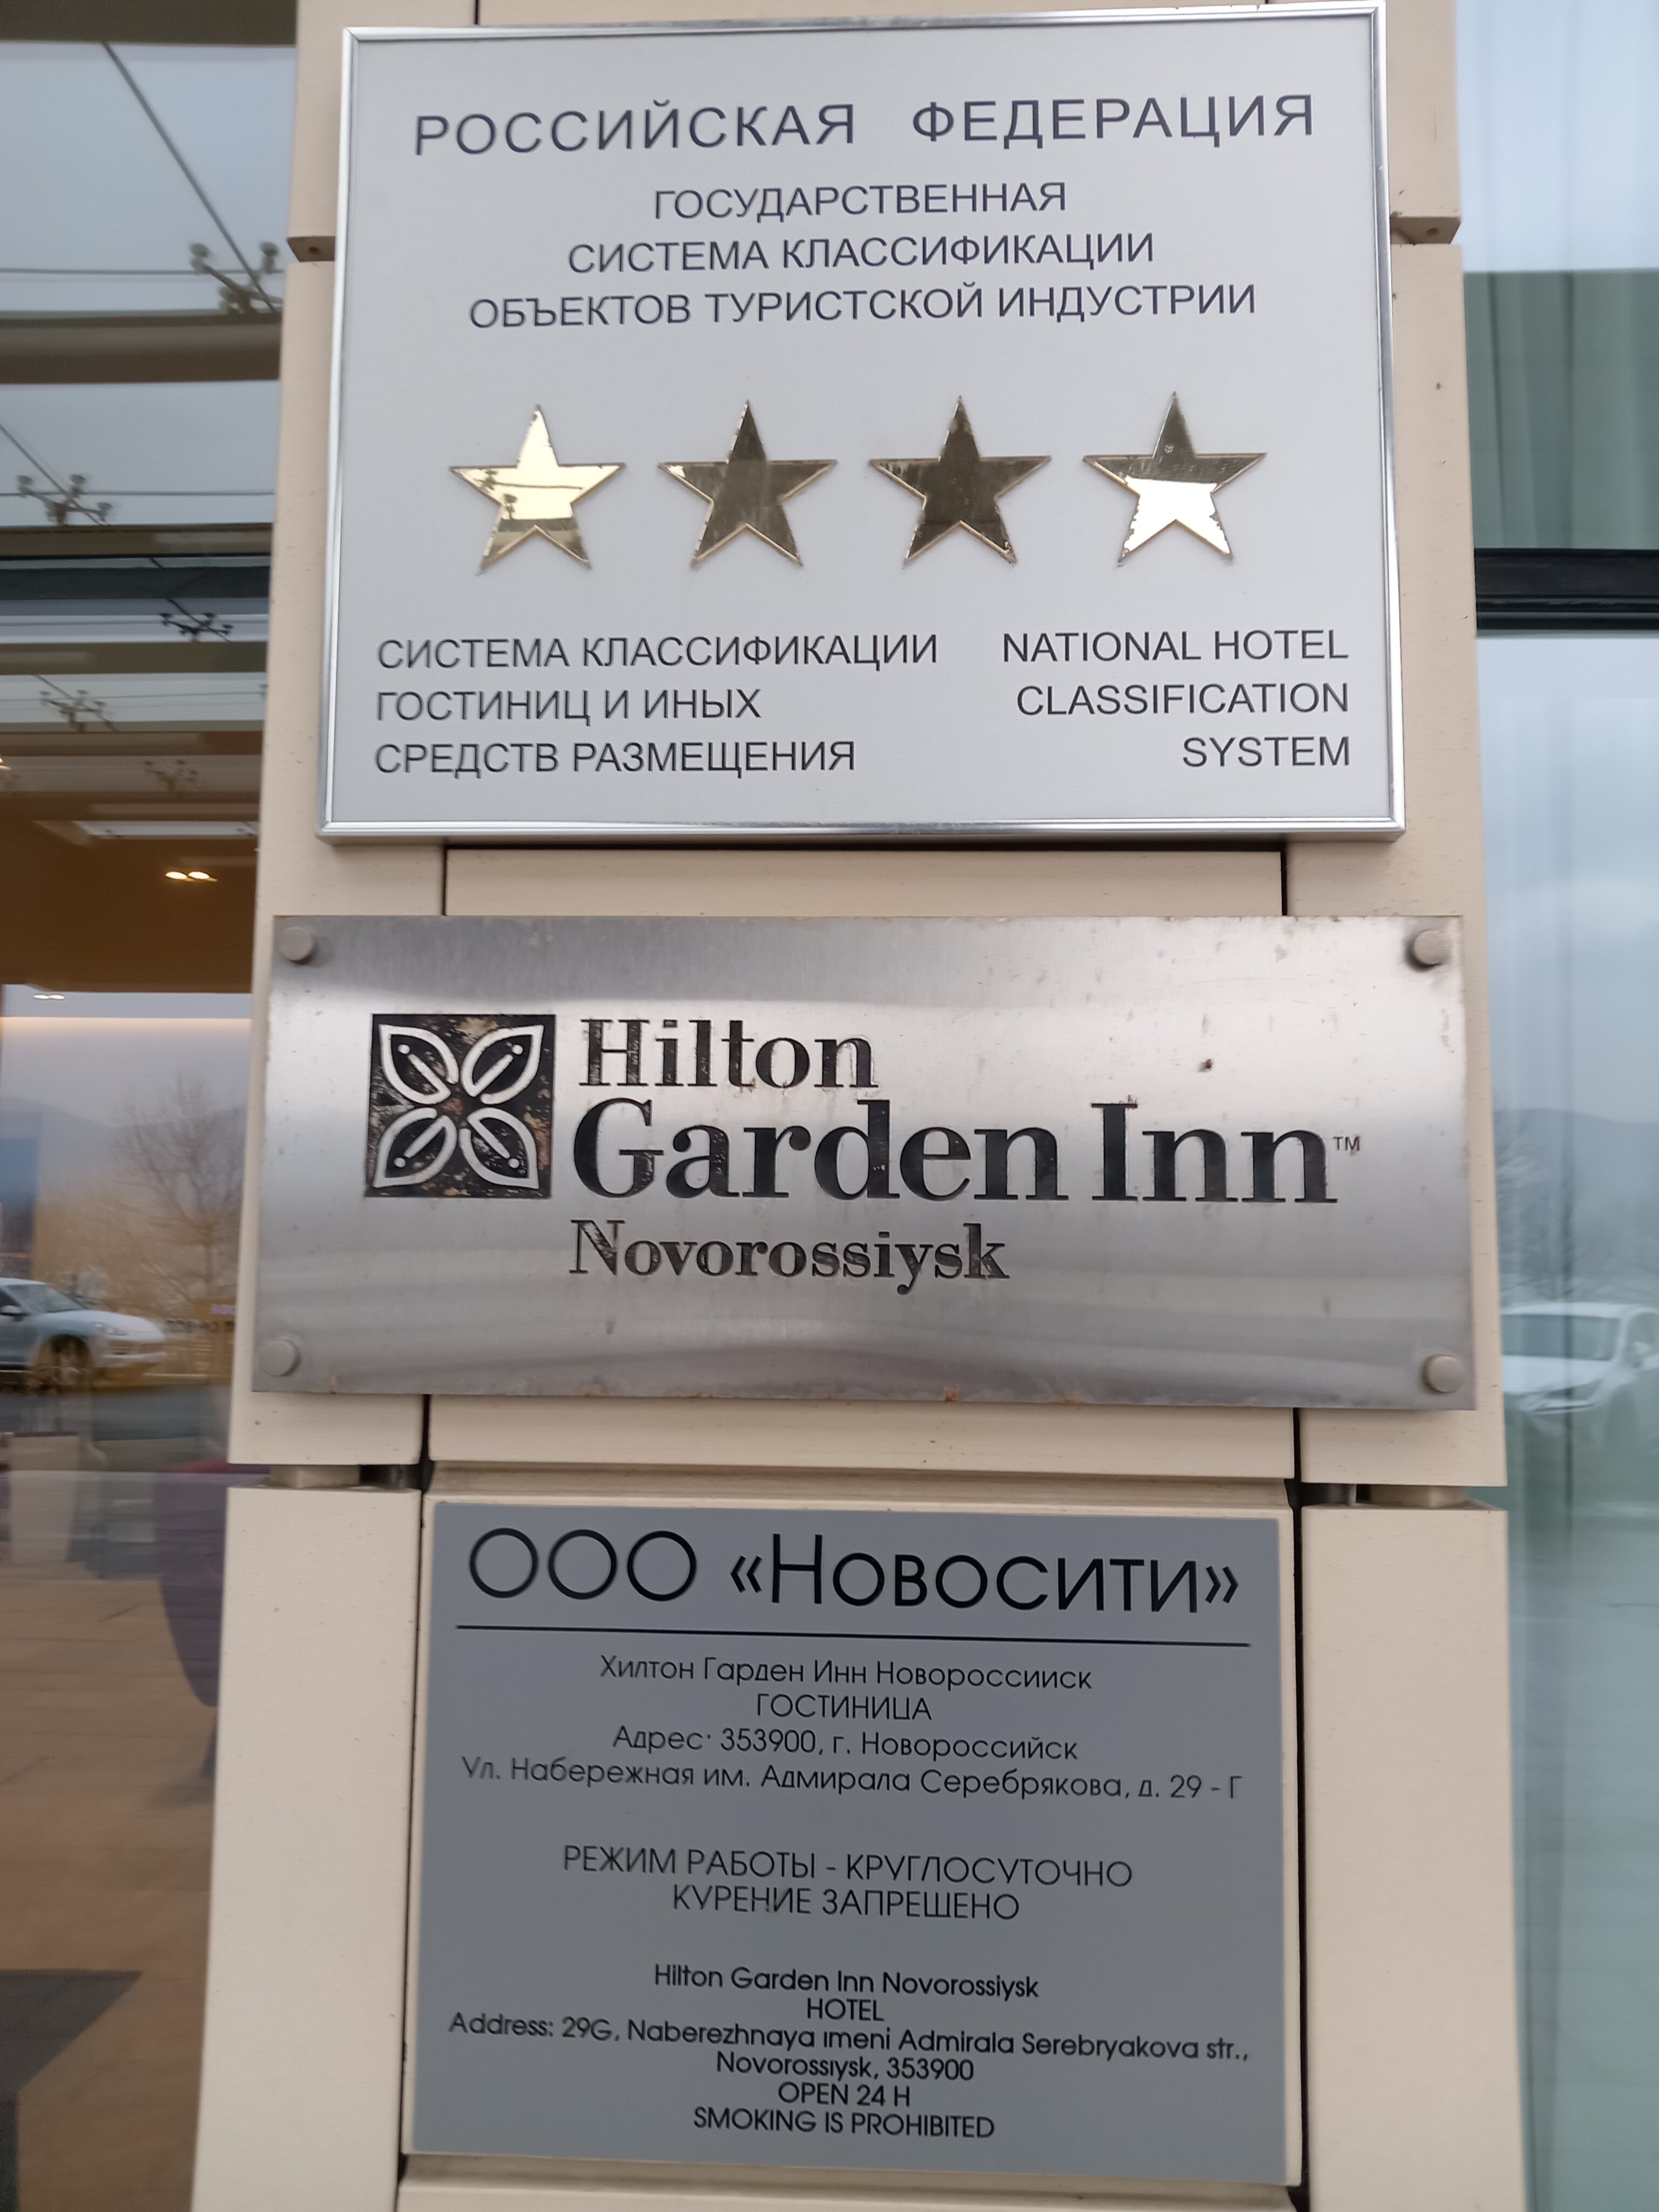 РОССИЙСКАЯ ФЕДЕРАЦИЯ
ГОСУДАРСТВЕННАЯ
СИСТЕМА КЛАССИФИКАЦИИ
ОБЪЕКТОВ ТУРИСТСКОЙ ИНДУСТРИИ
СИСТЕМА КЛАССИФИКАЦИИ
ГОСТИНИЦ И ИНЫХ
СРЕДСТВ РАЗМЕЩЕНИЯ
NATIONAL HOTEL
CLASSIFICATION
SYSTEM
Hilton
Garden Inn™
Novorossiysk
ООО «Новосити»
Хилтон Гарден Инн Новороссииск
ГОСТИНИЦА
Адрес· 353900, г. Новороссийск
Ул. Набережная им. Адмирала Серебрякова, д. 29 - Г
РЕЖИМ РАБОТЫ - КРУГЛОСУТОЧНО
КУРЕНИЕ ЗАПРЕШЕНО
Hilton Garden Inn Novorossiysk
HOTEL
Address: 29G, Naberezhnaya imeni Admirala Serebryakova str.,
Novorossiysk, 353900
OPEN 24 H
SMOKING IS PROHIBITED